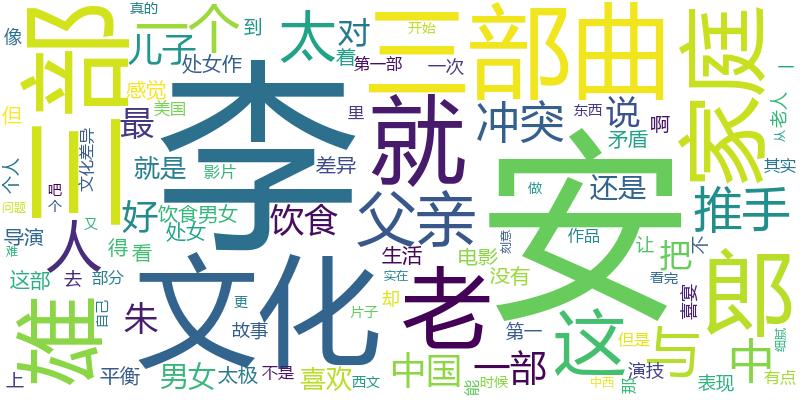 真的
像
部
一个
到
太
对
着
三部曲
开始
家庭
儿子
处女作
第一部
一次
但
感觉
美国
李
里
就
冲突
说
东西
一
老人
从
三
文化差异
最
矛盾
啊
个人
就是
影片
差异
其实
吧
个
好
饮食男女
饮食
父亲
安
还是
做
推手
问题
人
又
处女
导演
得
看
生活
电影
刻意
作品
让
把
不
难
这部
去
部分
文化
实在
没有
老
却
看完
喜宴
郎
雄
自己
朱
更
故事
片子
第一
这
但是
与
中
细腻
上
平衡
男女
太极
不是
喜欢
西文
中国
能
时候
一部
中西
那
演技
表现
有点